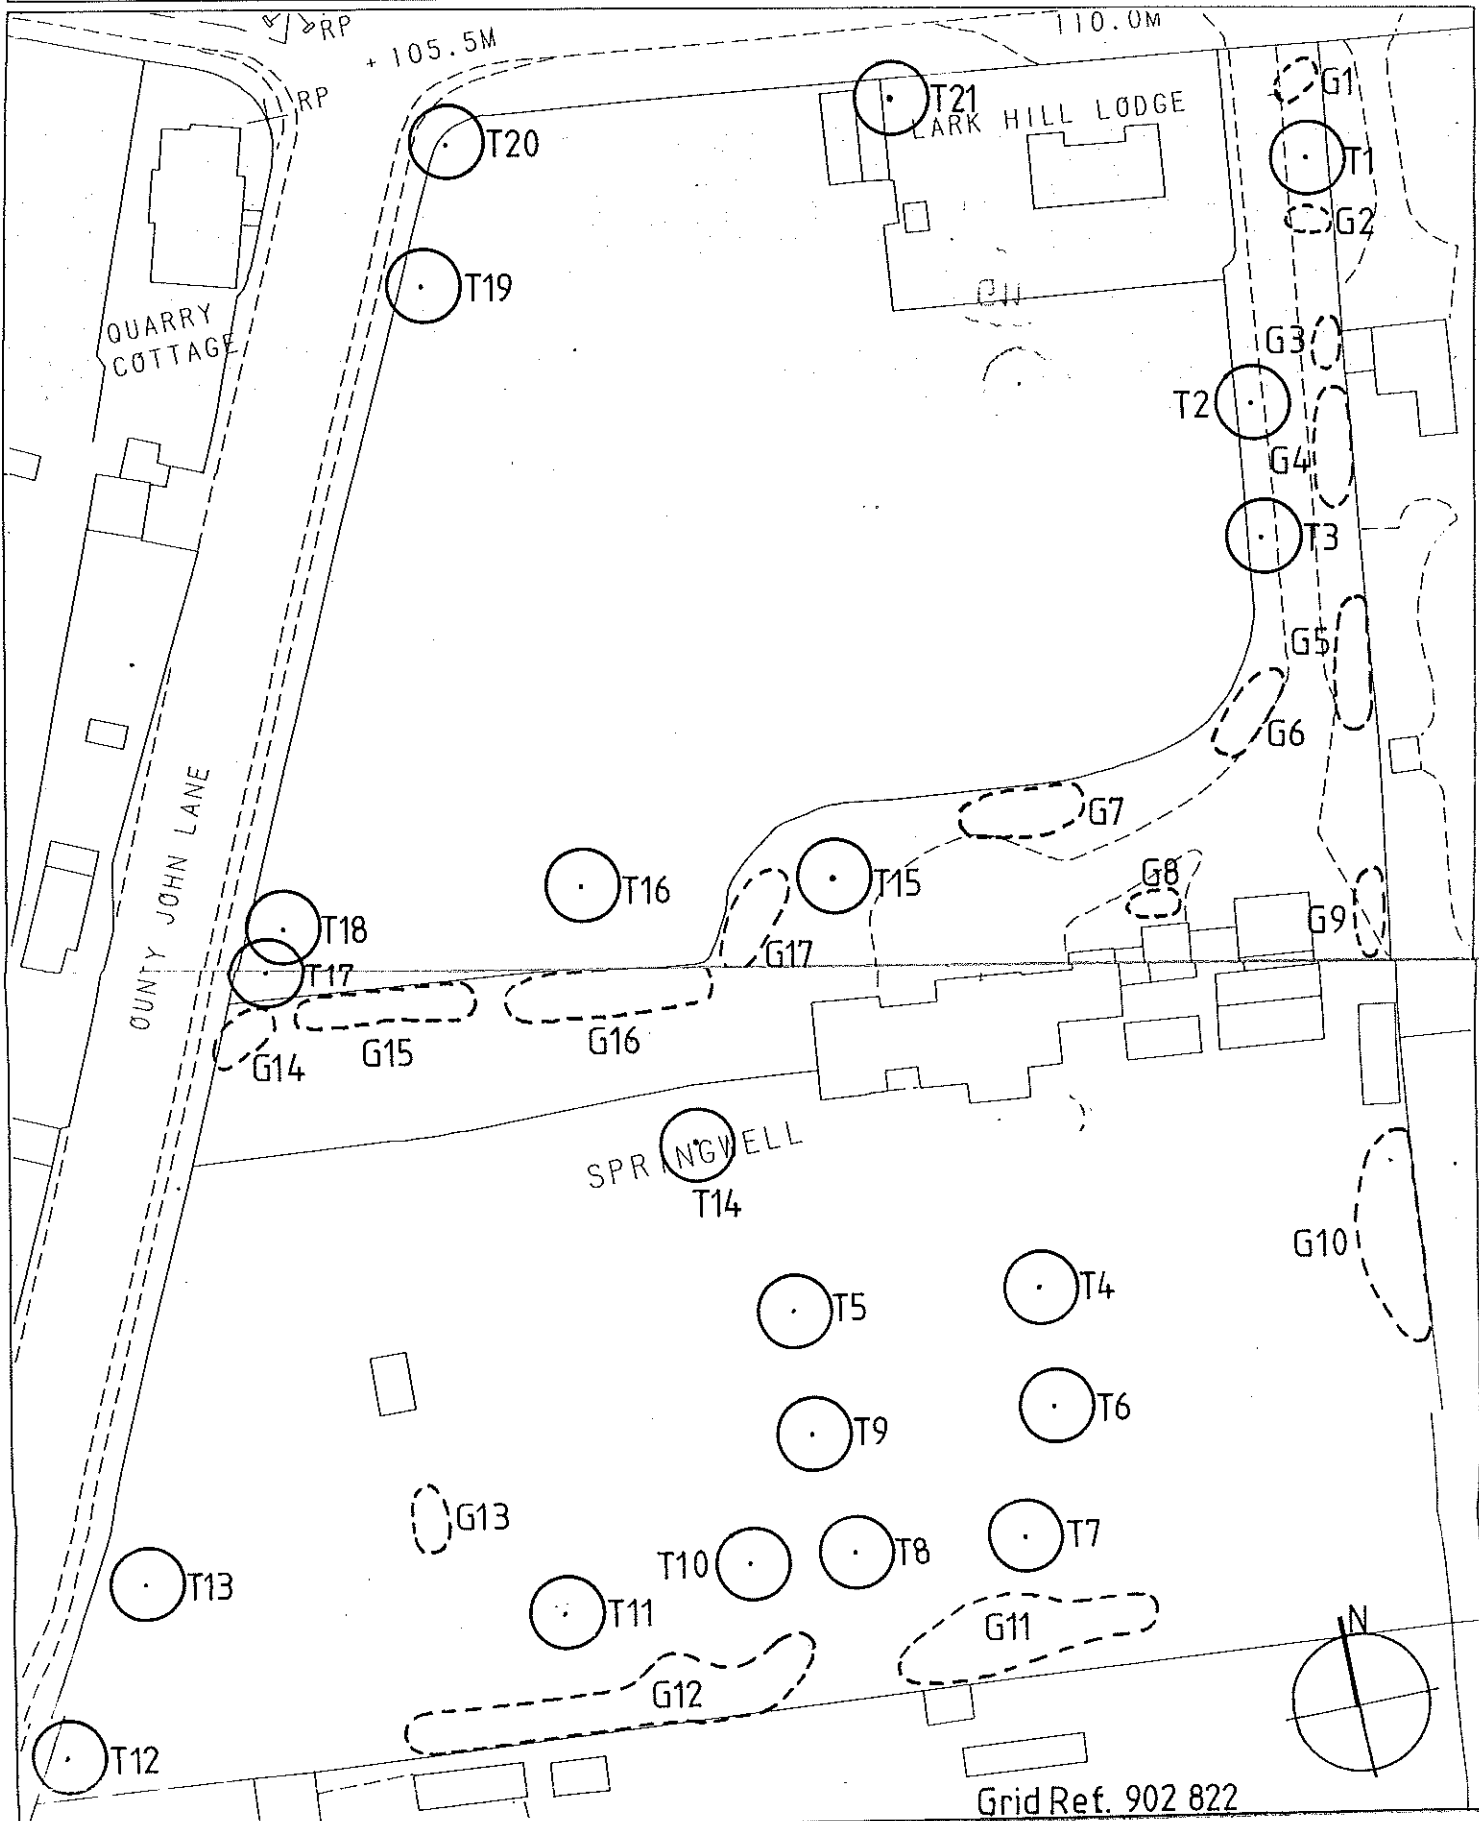 RP
+ 105.5M
110.0M
RP
G1
T21
LARK HILL LODGE
T20
T1
G2
T19
QUARRY
COTTAGE
G3
T2
G4
T3
G5
G6
G7
OUNTY JOHN LANE
G8
T16
T15
T18
G9
G17
T17
G16
G15
G14
SPRINGWELL
T14
G10
T4
T5
T6
T9
G13
T7
T8
T10
T13
T11
G11
N
G12
T12
Grid Ref. 902 822